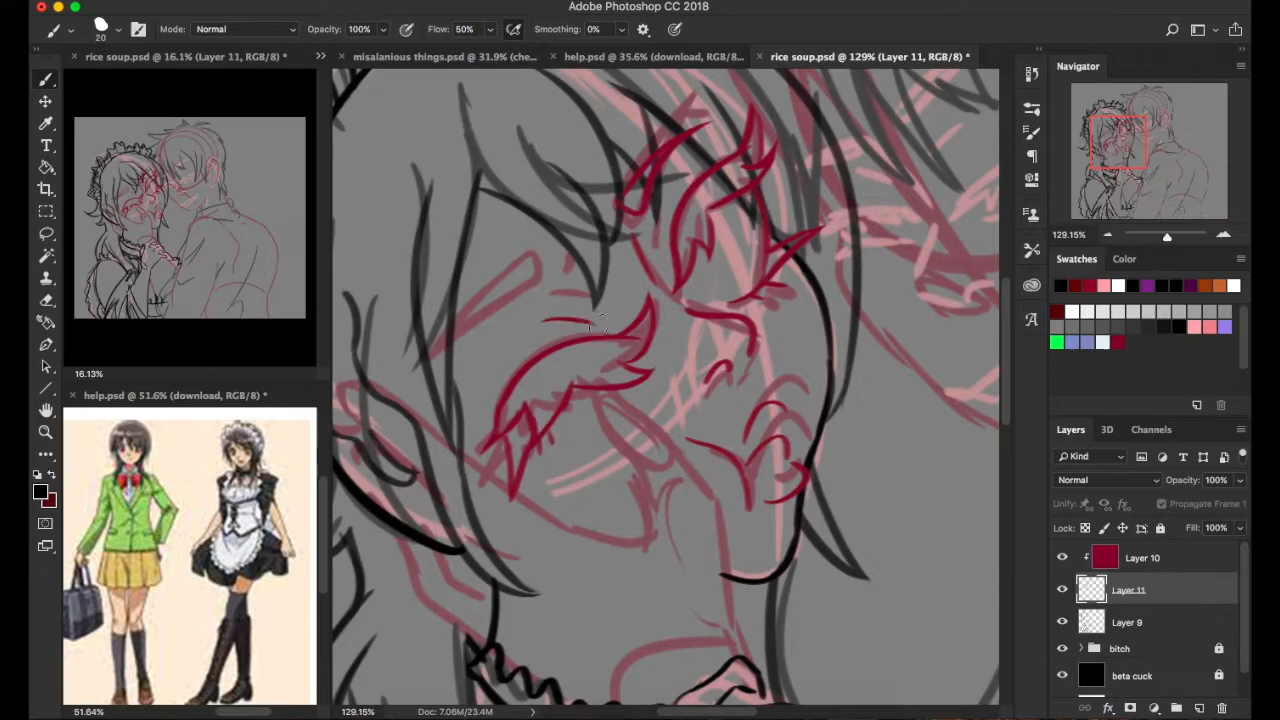 Adobe Photoshop CC 2018
20
Mode: Normal
Opacity: 100%
Flow: 50%
Smoothing: 0%
rice soup.psd @ 16.1% (Layer 11, RGB/8) *
misalanious things.psd @ 31.9% (che...
help.psd @ 35.6% (download, RGB/8...
rice soup.psd @ 129% (Layer 11, RGB/8) *
Navigator
129.15%
Swatches
Color
16.13%
help.psd @ 51.6% (download, RGB/8) *
Layers
3D
Channels
Kind
Normal
Opacity: 100%
Unify:
Propagate Frame 1
Lock:
Fill: 100%
Layer 10
Layer 11
Layer 9
bitch
beta cuck
51.64%
129.15%
Doc: 7.06M/23.4M